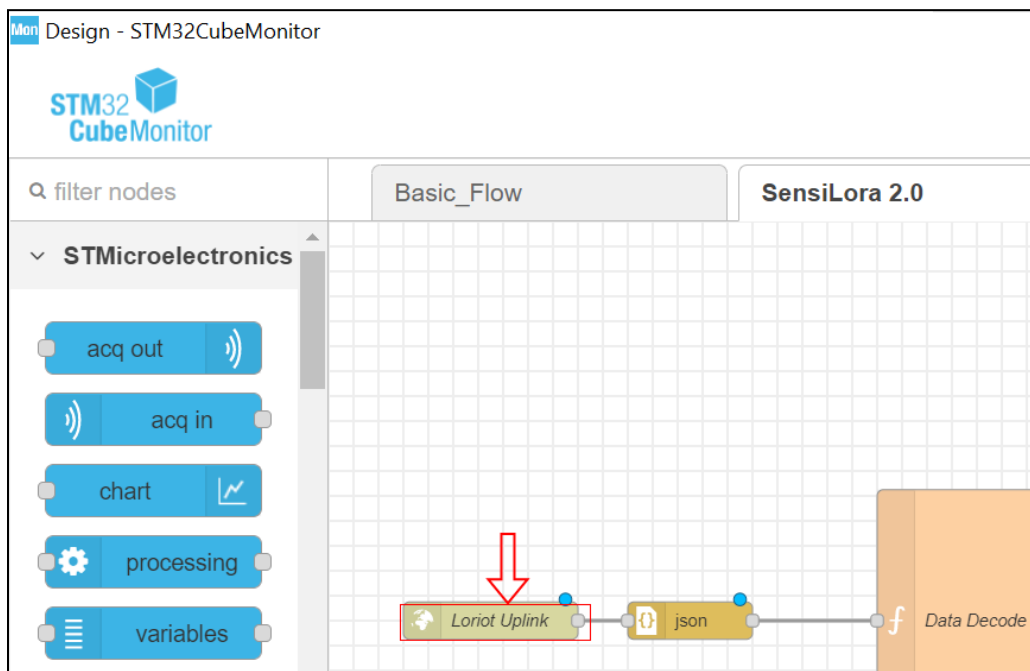 Mon Design - STM32CubeMonitor
STM32
CubeMonitor
filter nodes
Basic_Flow
SensiLora 2.0
STMicroelectronics
acq out
acq in
chart
processing
variables
Loriot Uplink
{} json
f Data Decode